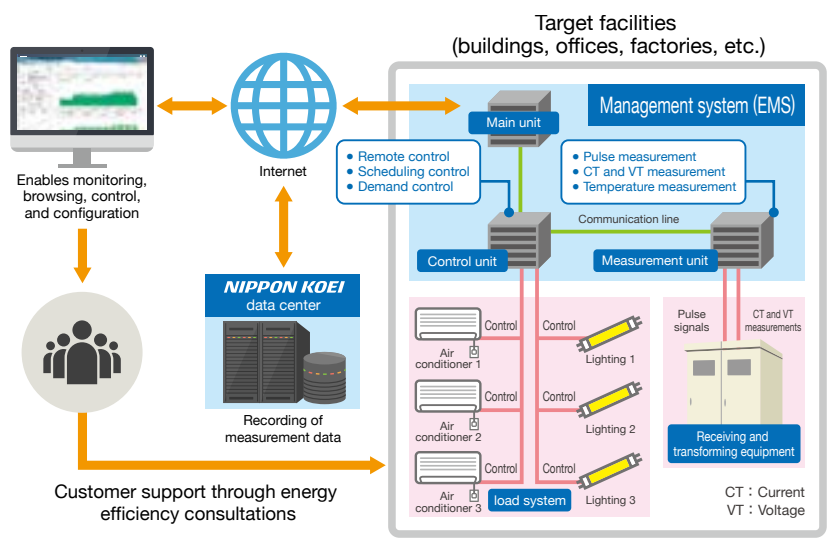 Target facilities
(buildings, offices, factories, etc.)
Management system (EMS)
Main unit
Internet
Enables monitoring,
browsing, control,
and configuration
• Remote control
• Scheduling control
• Demand control
• Pulse measurement
• CT and VT measurement
• Temperature measurement
Communication line
Control unit
Measurement unit
NIPPON KOEI
data center
Recording of
measurement data
Control
Control
Air
conditioner 1
Lighting 1
Control
Control
Air
conditioner 2
Lighting 2
Control
Control
Air
conditioner 3
load system
Lighting 3
Pulse
signals
CT and VT
measurements
Receiving and
transforming equipment
CT：Current
VT：Voltage
Customer support through energy
efficiency consultations